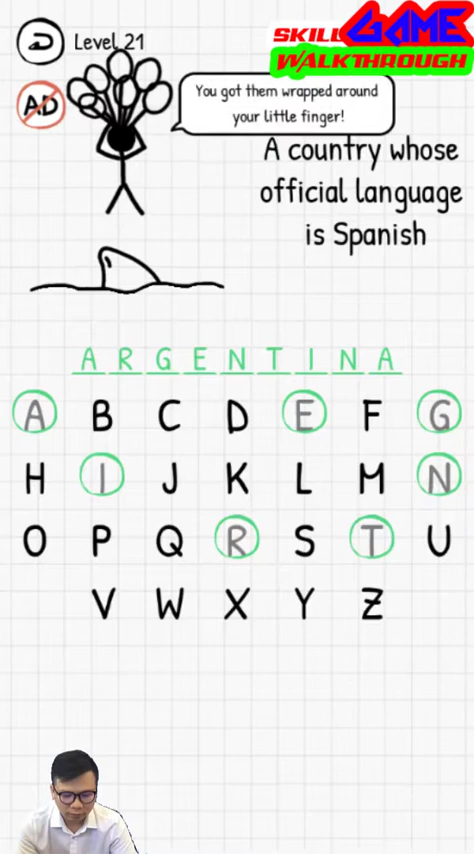 Level 21
SKILL GAME
WALKTHROUGH
AD
You got them wrapped around
your little finger!
A country whose
official language
is Spanish
ARGENTINA
A B C D E F G
H I J K L M N
O P Q R S T U
V W X Y Z